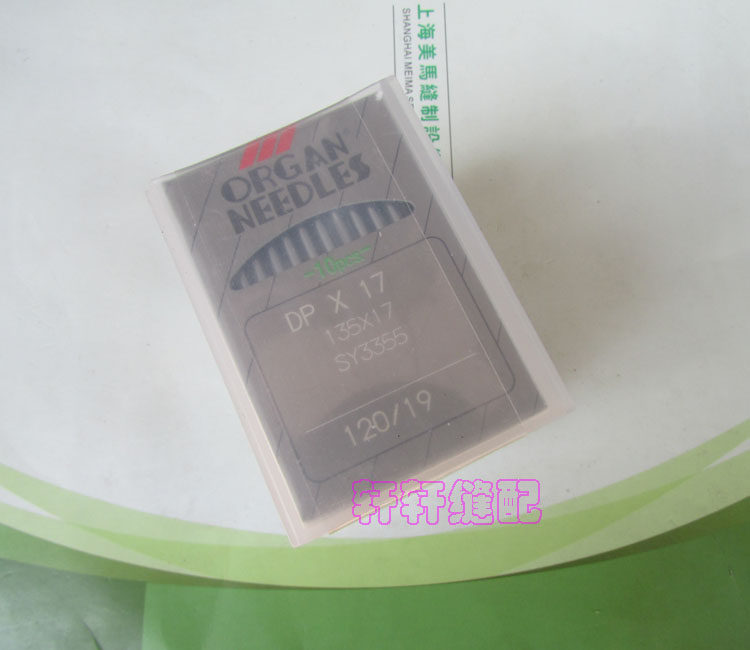 上海美馬縫制設
SHANGHAI MEIMA SE
ORGAN®
NEEDLES
-10pcs-
DP X 17
135X17
SY3355
120/19
轩轩缝配